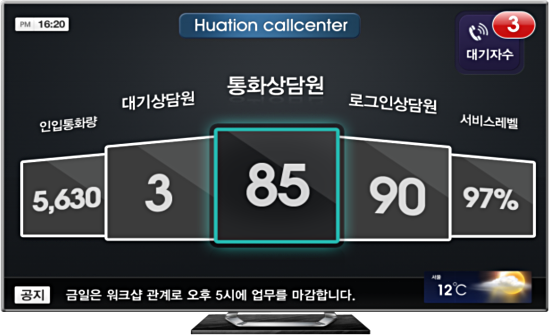 PM 16:20
Huation callcenter
3
대기자수
인입통화량
대기상담원
통화상담원
로그인상담원
서비스레벨
5,630
3
85
90
97%
공지 금일은 워크샵 관계로 오후 5시에 업무를 마감합니다.
서울
12℃